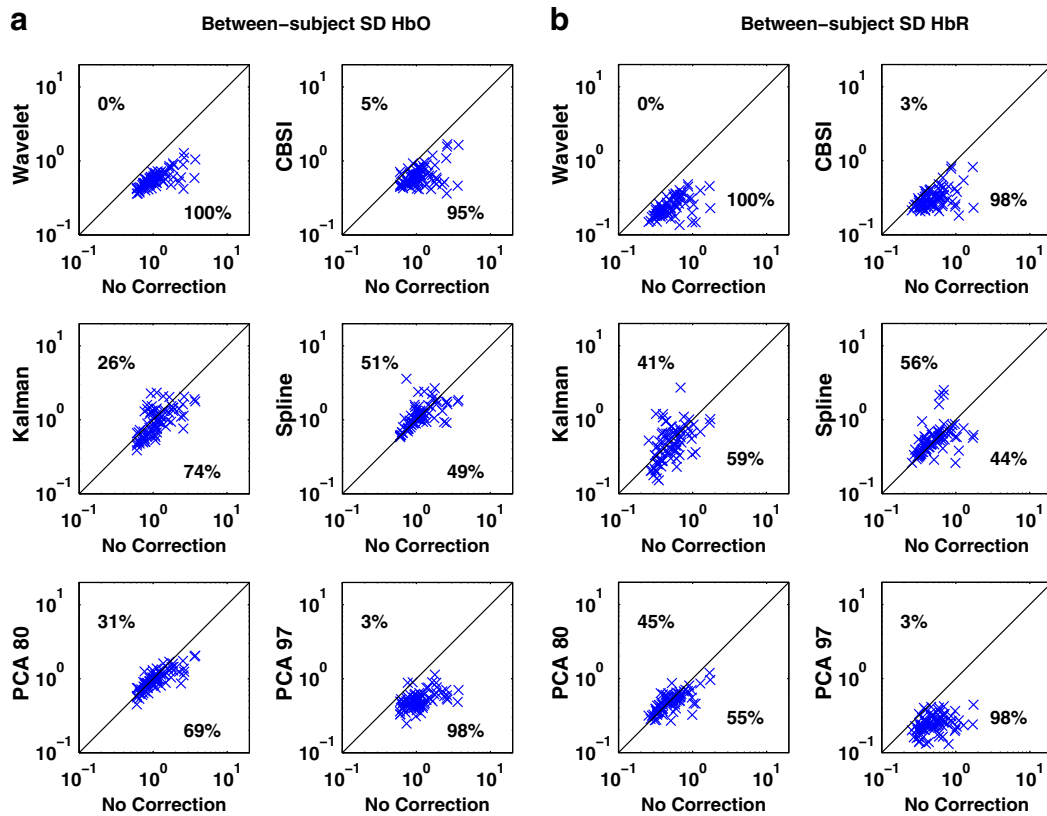 a
Between-subject SD HbO
b
Between-subject SD HbR
Wavelet
10^1
10^0
10^-1
0%
100%
10^-1 10^0 10^1
No Correction
CBSI
10^1
10^0
10^-1
5%
95%
10^-1 10^0 10^1
No Correction
Wavelet
10^1
10^0
10^-1
0%
100%
10^-1 10^0 10^1
No Correction
CBSI
10^1
10^0
10^-1
3%
98%
10^-1 10^0 10^1
No Correction
Kalman
10^1
10^0
10^-1
26%
74%
10^-1 10^0 10^1
No Correction
Spline
10^1
10^0
10^-1
51%
49%
10^-1 10^0 10^1
No Correction
Kalman
10^1
10^0
10^-1
41%
59%
10^-1 10^0 10^1
No Correction
Spline
10^1
10^0
10^-1
56%
44%
10^-1 10^0 10^1
No Correction
PCA 80
10^1
10^0
10^-1
31%
69%
10^-1 10^0 10^1
No Correction
PCA 97
10^1
10^0
10^-1
3%
98%
10^-1 10^0 10^1
No Correction
PCA 80
10^1
10^0
10^-1
45%
55%
10^-1 10^0 10^1
No Correction
PCA 97
10^1
10^0
10^-1
3%
98%
10^-1 10^0 10^1
No Correction